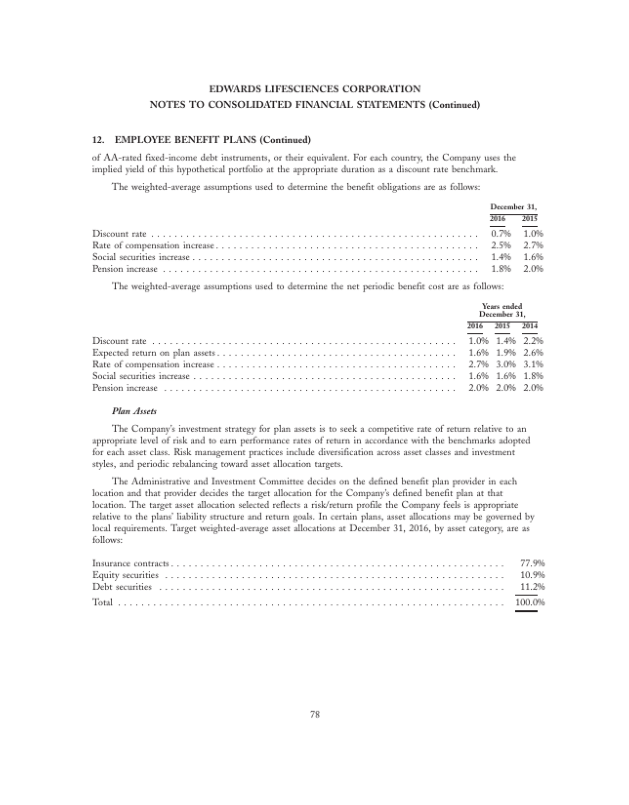 EDWARDS LIFESCIENCES CORPORATION
NOTES TO CONSOLIDATED FINANCIAL STATEMENTS (Continued)
12. EMPLOYEE BENEFIT PLANS (Continued)
of AA-rated fixed-income debt instruments, or their equivalent. For each country, the Company uses the
implied yield of this hypothetical portfolio at the appropriate duration as a discount rate benchmark.
The weighted-average assumptions used to determine the benefit obligations are as follows:
December 31,
2016 2015
Discount rate 0.7% 1.0%
Rate of compensation increase 2.5% 2.7%
Social securities increase 1.4% 1.6%
Pension increase 1.8% 2.0%
The weighted-average assumptions used to determine the net periodic benefit cost are as follows:
Years ended
December 31,
2016 2015 2014
Discount rate 1.0% 1.4% 2.2%
Expected return on plan assets 1.6% 1.9% 2.6%
Rate of compensation increase 2.7% 3.0% 3.1%
Social securities increase 1.6% 1.6% 1.8%
Pension increase 2.0% 2.0% 2.0%
Plan Assets
The Company's investment strategy for plan assets is to seek a competitive rate of return relative to an
appropriate level of risk and to earn performance rates of return in accordance with the benchmarks adopted
for each asset class. Risk management practices include diversification across asset classes and investment
styles, and periodic rebalancing toward asset allocation targets.
The Administrative and Investment Committee decides on the defined benefit plan provider in each
location and that provider decides the target allocation for the Company's defined benefit plan at that
location. The target asset allocation selected reflects a risk/return profile the Company feels is appropriate
relative to the plans' liability structure and return goals. In certain plans, asset allocations may be governed by
local requirements. Target weighted-average asset allocations at December 31, 2016, by asset category, are as
follows:
Insurance contracts 77.9%
Equity securities 10.9%
Debt securities 11.2%
Total 100.0%
78